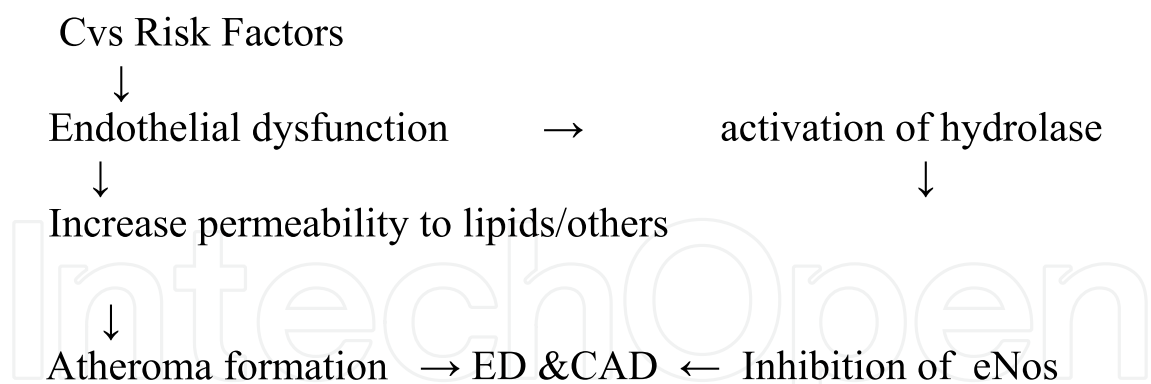 Cvs Risk Factors
↓
Endothelial dysfunction → activation of hydrolase
↓ ↓
Increase permeability to lipids/others
IntechOpen
↓
Atheroma formation → ED &CAD ← Inhibition of eNos